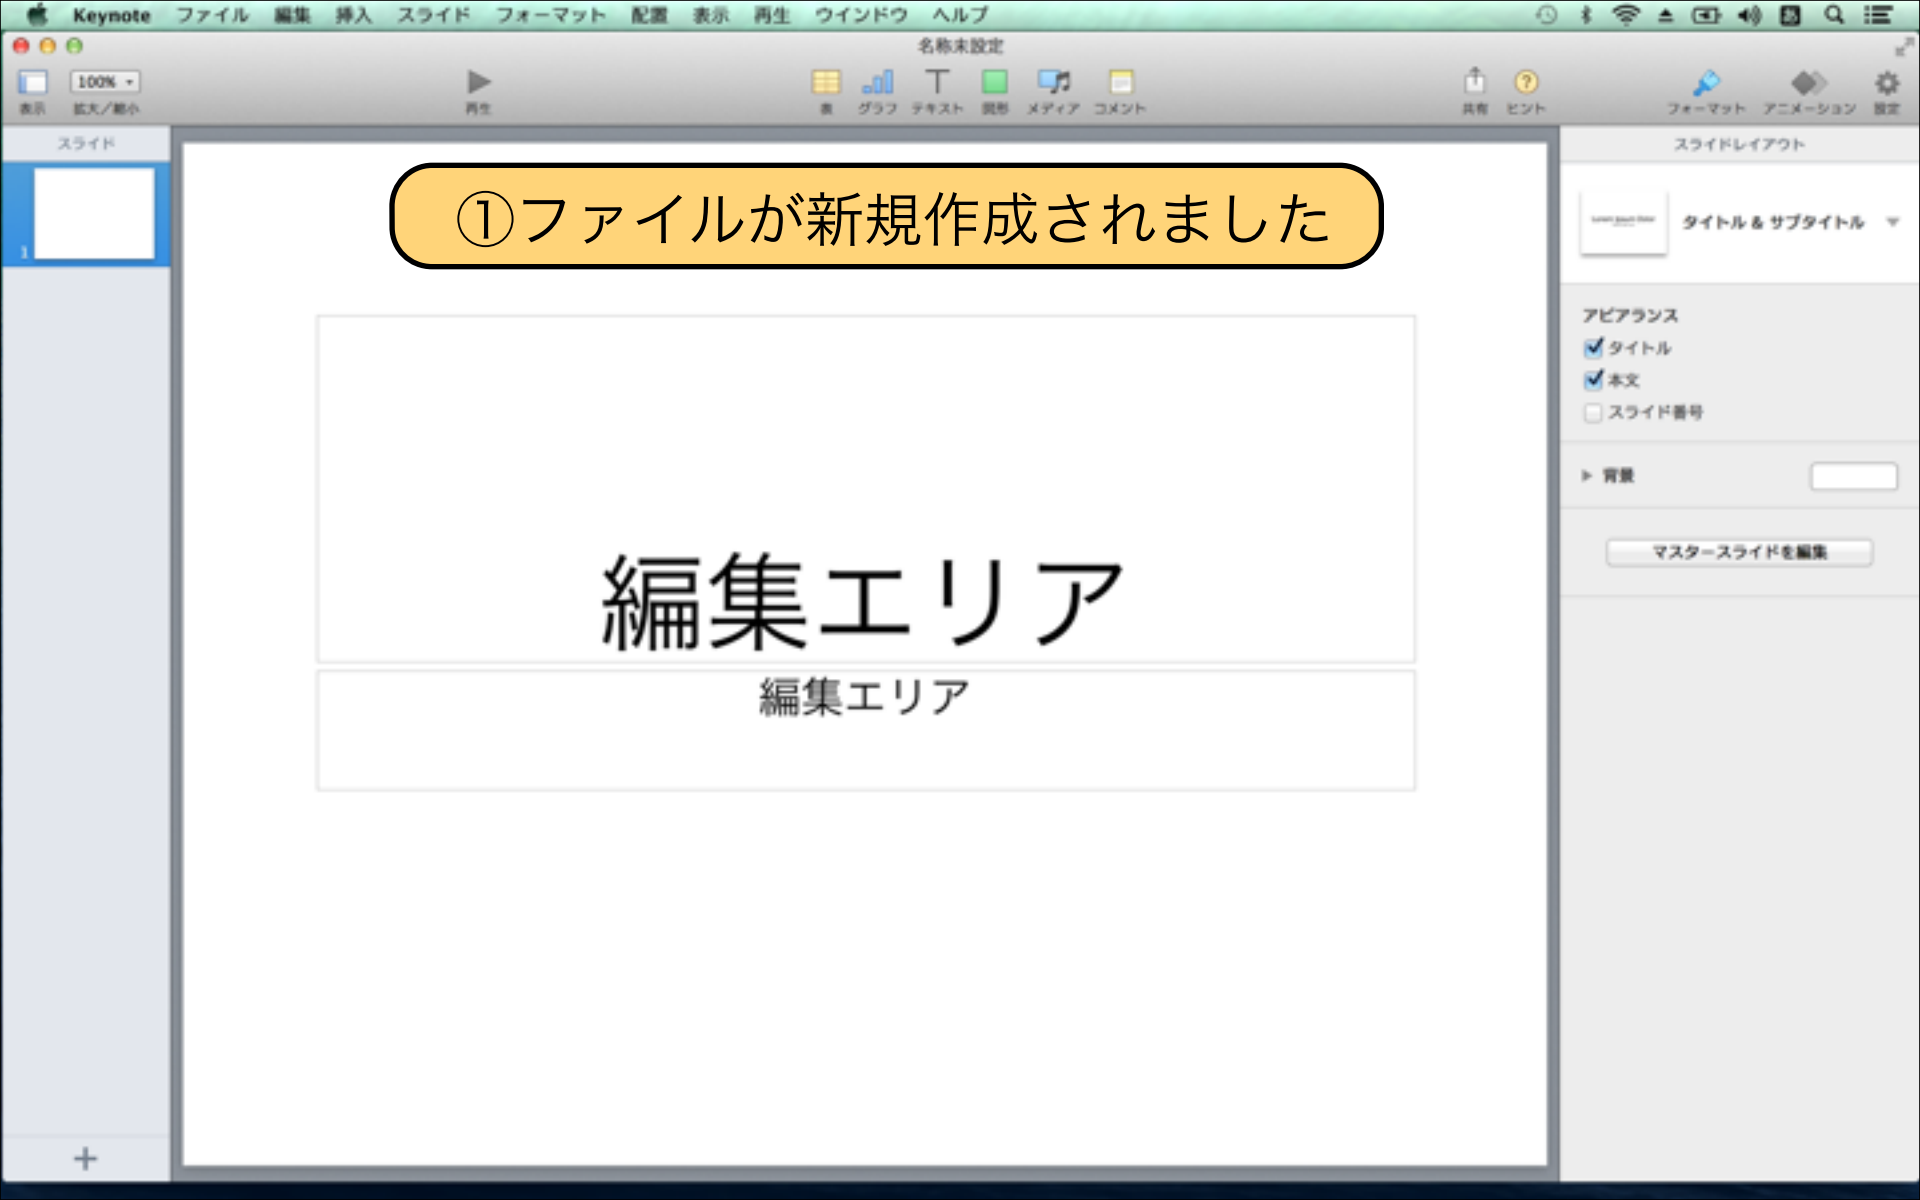 Keynote ファイル 編集 挿入 スライド フォーマット 配置 表示 再生 ウインドウ ヘルプ
名称未設定
100%
表示 拡大／縮小 再生 表 グラフ テキスト 図形 メディア コメント 共有 ヒント フォーマット アニメーション 設定
スライド
スライドレイアウト
①ファイルが新規作成されました
1
タイトル & サブタイトル
アピアランス
タイトル
本文
スライド番号
背景
マスタースライドを編集
編集エリア
編集エリア